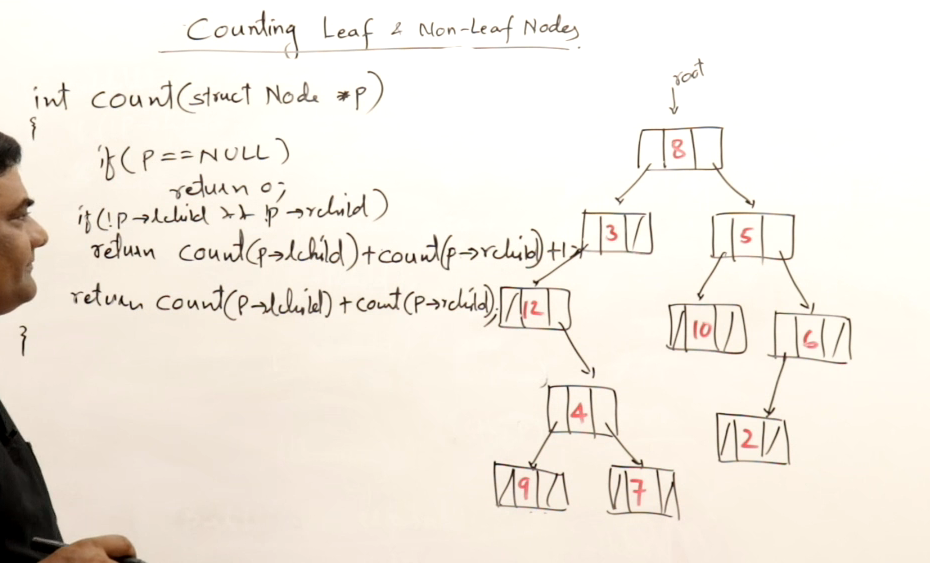 Counting Leaf & Non-Leaf Nodes
int count(struct Node *p)
{
if(p==NULL)
return 0;
if(!p→lchild && !p→rchild)
return count(p→lchild)+count(p→rchild)+1;
return count(p→lchild)+count(p→rchild);
}
root
8
3
5
12
10
6
4
2
9
7